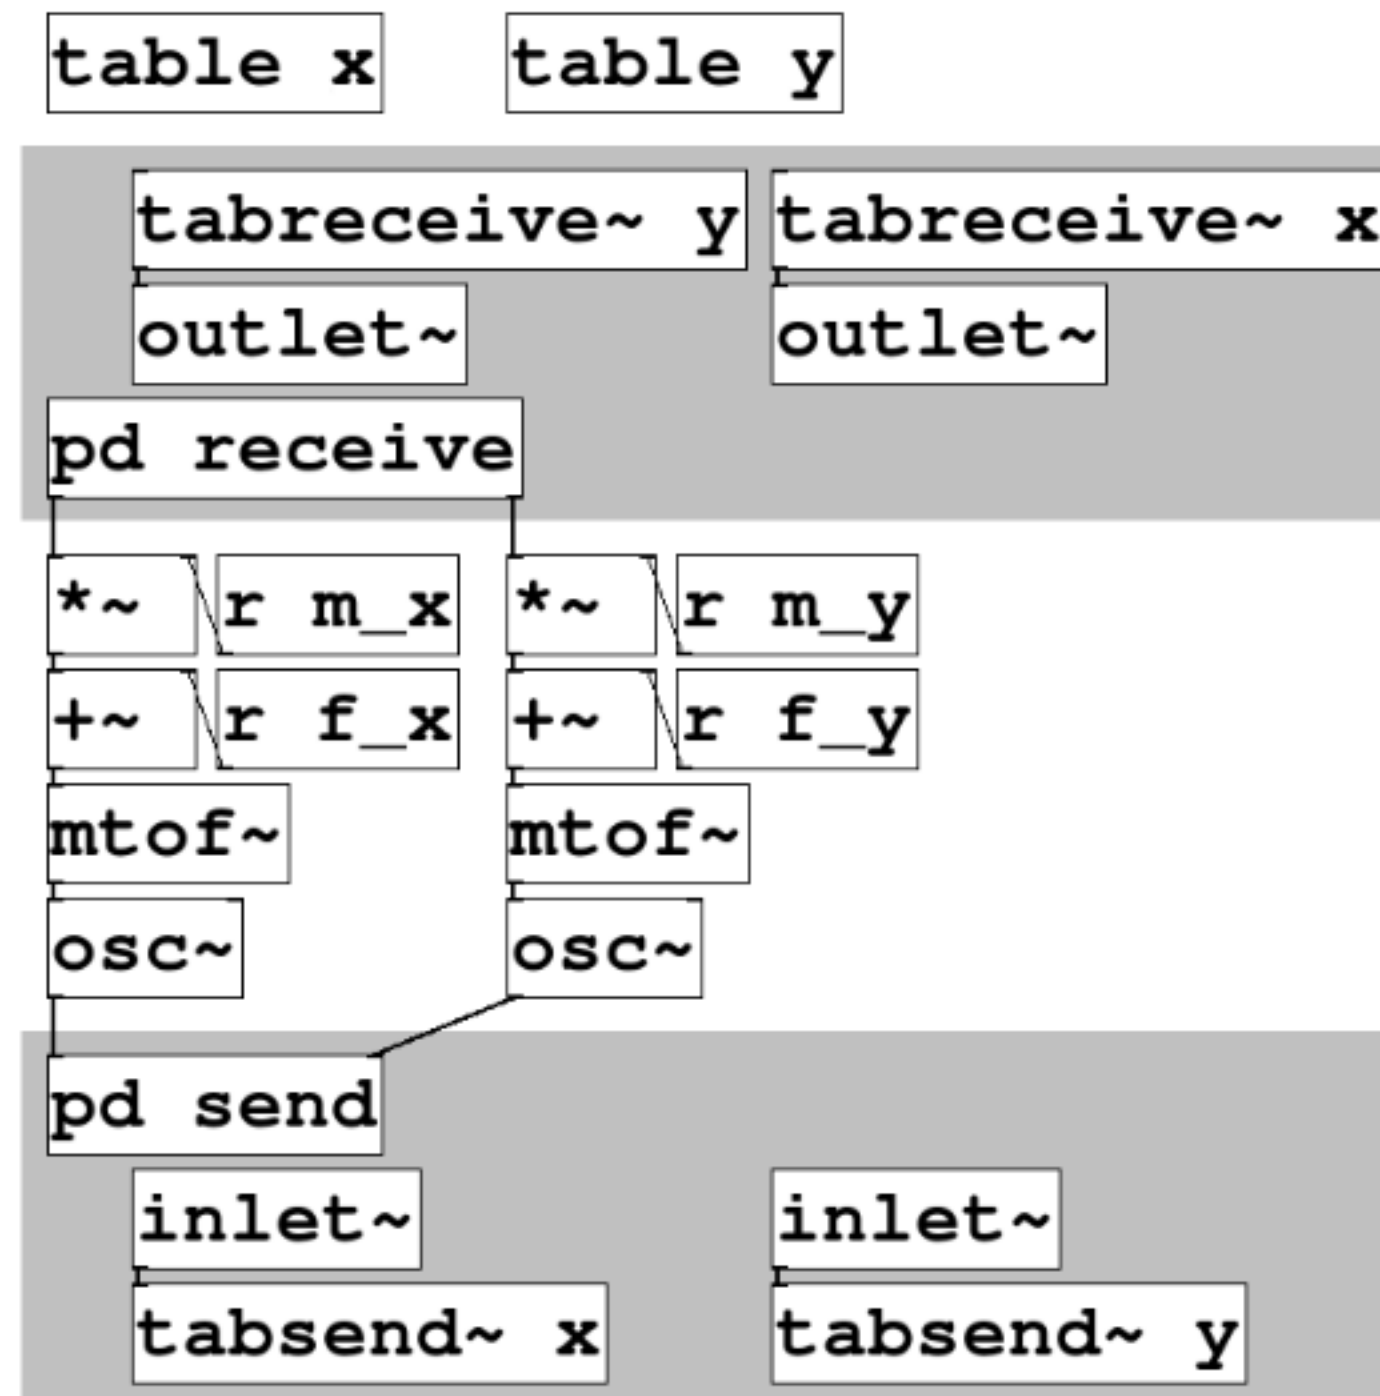 table x table y
tabreceive~ y tabreceive~ x
outlet~ outlet~
pd receive
*~ r m_x *~ r m_y
+~ r f_x +~ r f_y
mtof~ mtof~
osc~ osc~
pd send
inlet~ inlet~
tabsend~ x tabsend~ y